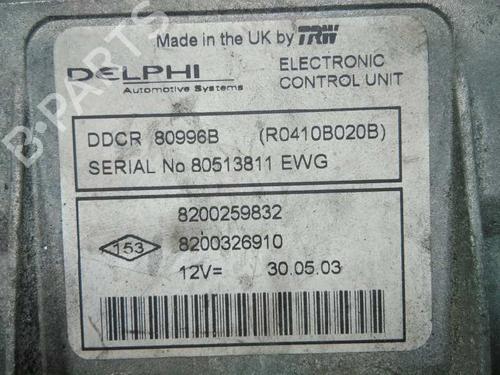 Made in the UK by TRW
DELPHI
Automotive Systems
ELECTRONIC
CONTROL UNIT
DDCR 80996B (R0410B020B)
SERIAL No 80513811 EWG
8200259832
153 8200326910
12V= 30.05.03
B-PARTS